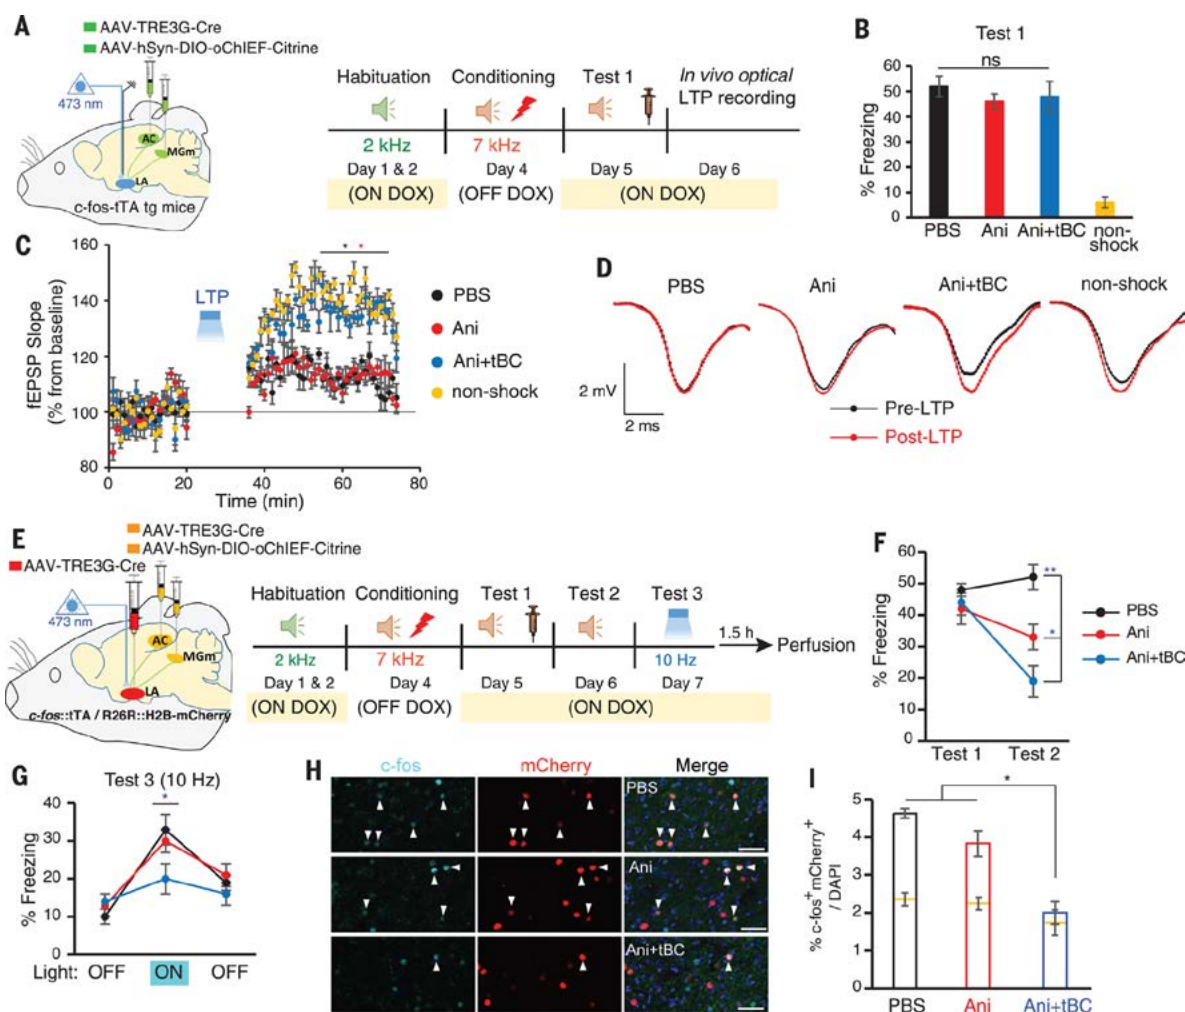 A
AAV-TRE3G-Cre
AAV-hSyn-DIO-oChIEF-Citrine
473 nm
AC
MGm
LA
c-fos-tTA tg mice
Habituation
Conditioning
Test 1
In vivo optical
LTP recording
2 kHz
7 kHz
Day 1 & 2
Day 4
Day 5
Day 6
(ON DOX)
(OFF DOX)
(ON DOX)
B
Test 1
ns
% Freezing
60
50
40
30
20
10
0
PBS
Ani
Ani+tBC
non-
shock
C
fEPSP Slope
(% from baseline)
160
140
120
100
80
LTP
* *
PBS
Ani
Ani+tBC
non-shock
0 20 40 60 80
Time (min)
D
PBS
Ani
Ani+tBC
non-shock
2 mV
2 ms
Pre-LTP
Post-LTP
E
AAV-TRE3G-Cre
AAV-hSyn-DIO-oChIEF-Citrine
AAV-TRE3G-Cre
473 nm
AC
MGm
LA
c-fos::tTA / R26R::H2B-mCherry
Habituation
Conditioning
Test 1
Test 2
Test 3
2 kHz
7 kHz
10 Hz
1.5 h
Perfusion
Day 1 & 2
Day 4
Day 5
Day 6
Day 7
(ON DOX)
(OFF DOX)
(ON DOX)
F
% Freezing
60
50
40
30
20
10
0
**
*
PBS
Ani
Ani+tBC
Test 1
Test 2
G
Test 3 (10 Hz)
*
% Freezing
40
30
20
10
0
Light: OFF ON OFF
H
c-fos
mCherry
Merge
PBS
Ani
Ani+tBC
I
*
% c-fos+ mCherry+
/ DAPI
5
4
3
2
1
0
PBS
Ani
Ani+tBC